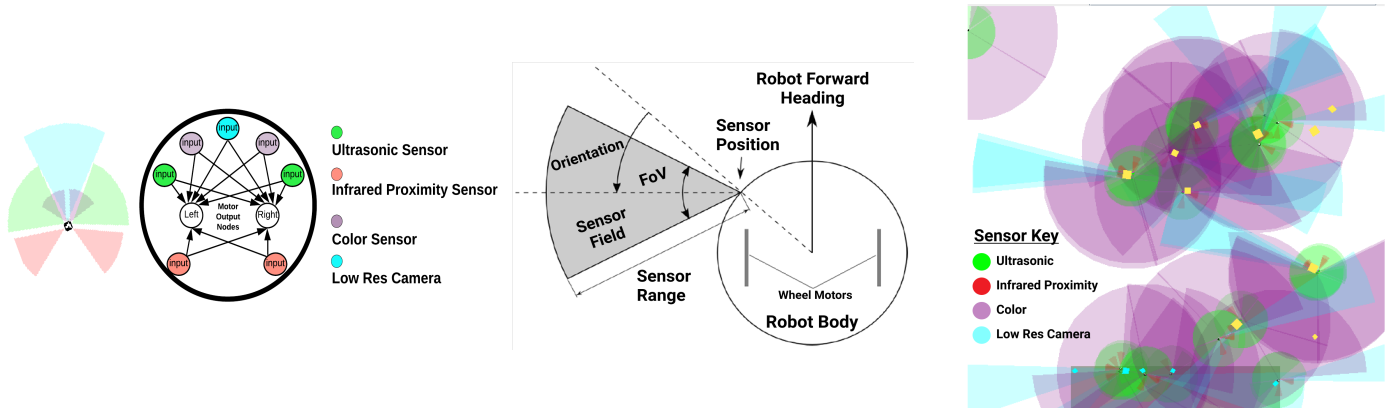 input
input
input
input
input
Left
Motor
Output
Nodes
Right
input
input
Ultrasonic Sensor
Infrared Proximity Sensor
Color Sensor
Low Res Camera
Robot Forward
Heading
Sensor
Position
Orientation
FoV
Sensor
Field
Sensor
Range
Wheel Motors
Robot Body
Sensor Key
Ultrasonic
Infrared Proximity
Color
Low Res Camera